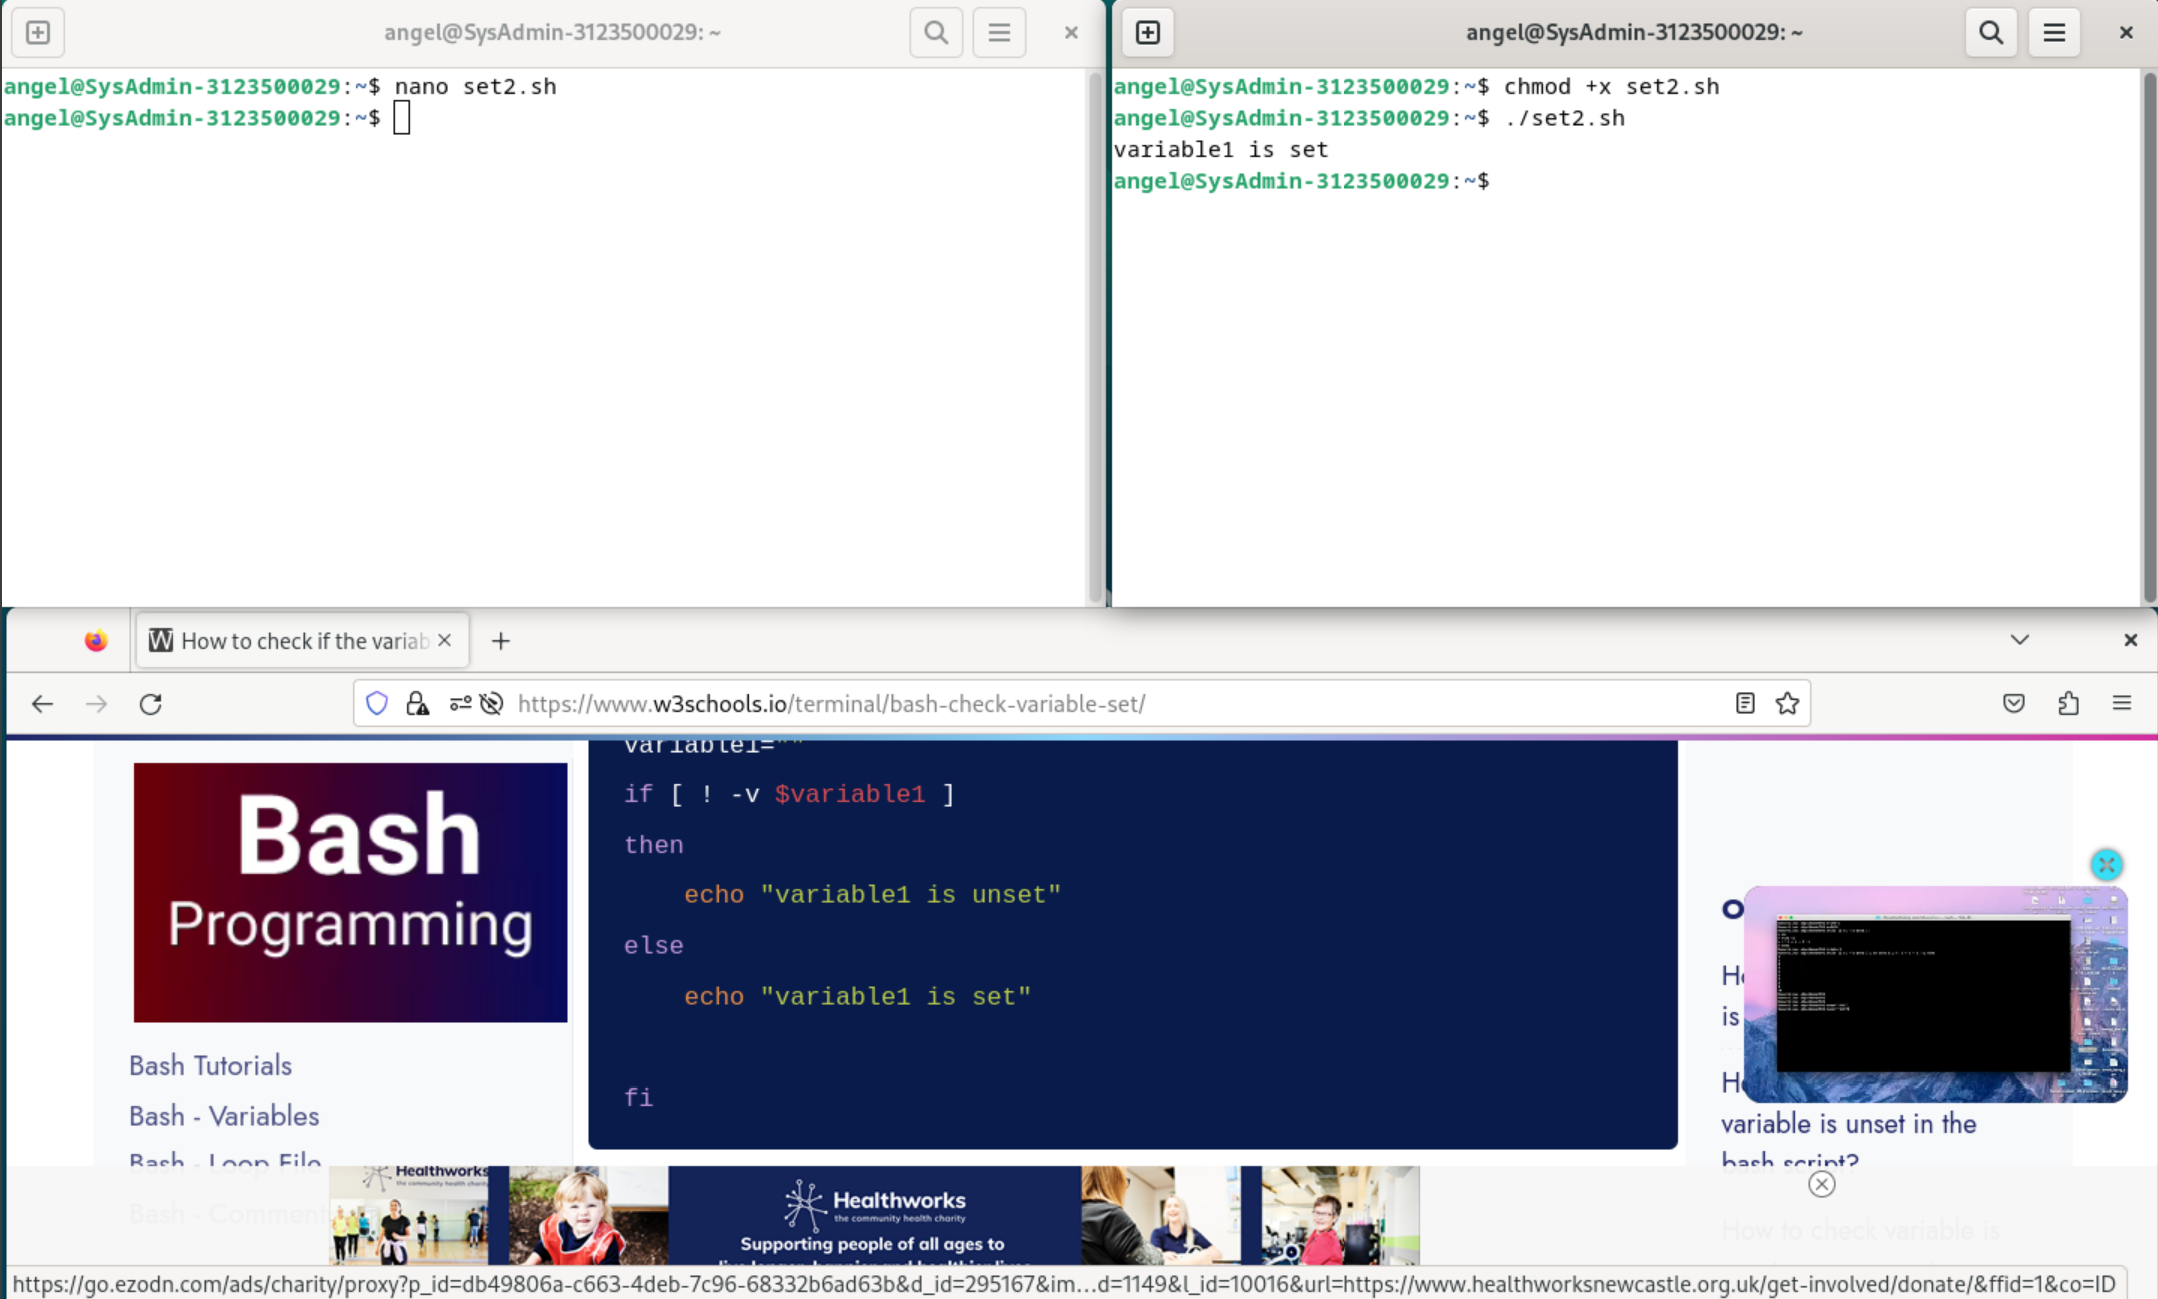 angel@SysAdmin-3123500029: ~
angel@SysAdmin-3123500029:~$ nano set2.sh
angel@SysAdmin-3123500029:~$
angel@SysAdmin-3123500029: ~
angel@SysAdmin-3123500029:~$ chmod +x set2.sh
angel@SysAdmin-3123500029:~$ ./set2.sh
variable1 is set
angel@SysAdmin-3123500029:~$
How to check if the variab
https://www.w3schools.io/terminal/bash-check-variable-set/
Bash
Programming
Bash Tutorials
Bash - Variables
Bash - Loop File
Bash - Comment
variable1=""
if [ ! -v $variable1 ]
then
echo "variable1 is unset"
else
echo "variable1 is set"
fi
is
variable is unset in the
bash script?
How to check variable is
Healthworks
the community health charity
Healthworks
the community health charity
Supporting people of all ages to
live longer, happier and healthier lives
https://go.ezodn.com/ads/charity/proxy?p_id=db49806a-c663-4deb-7c96-68332b6ad63b&d_id=295167&im…d=1149&l_id=10016&url=https://www.healthworksnewcastle.org.uk/get-involved/donate/&ffid=1&co=ID